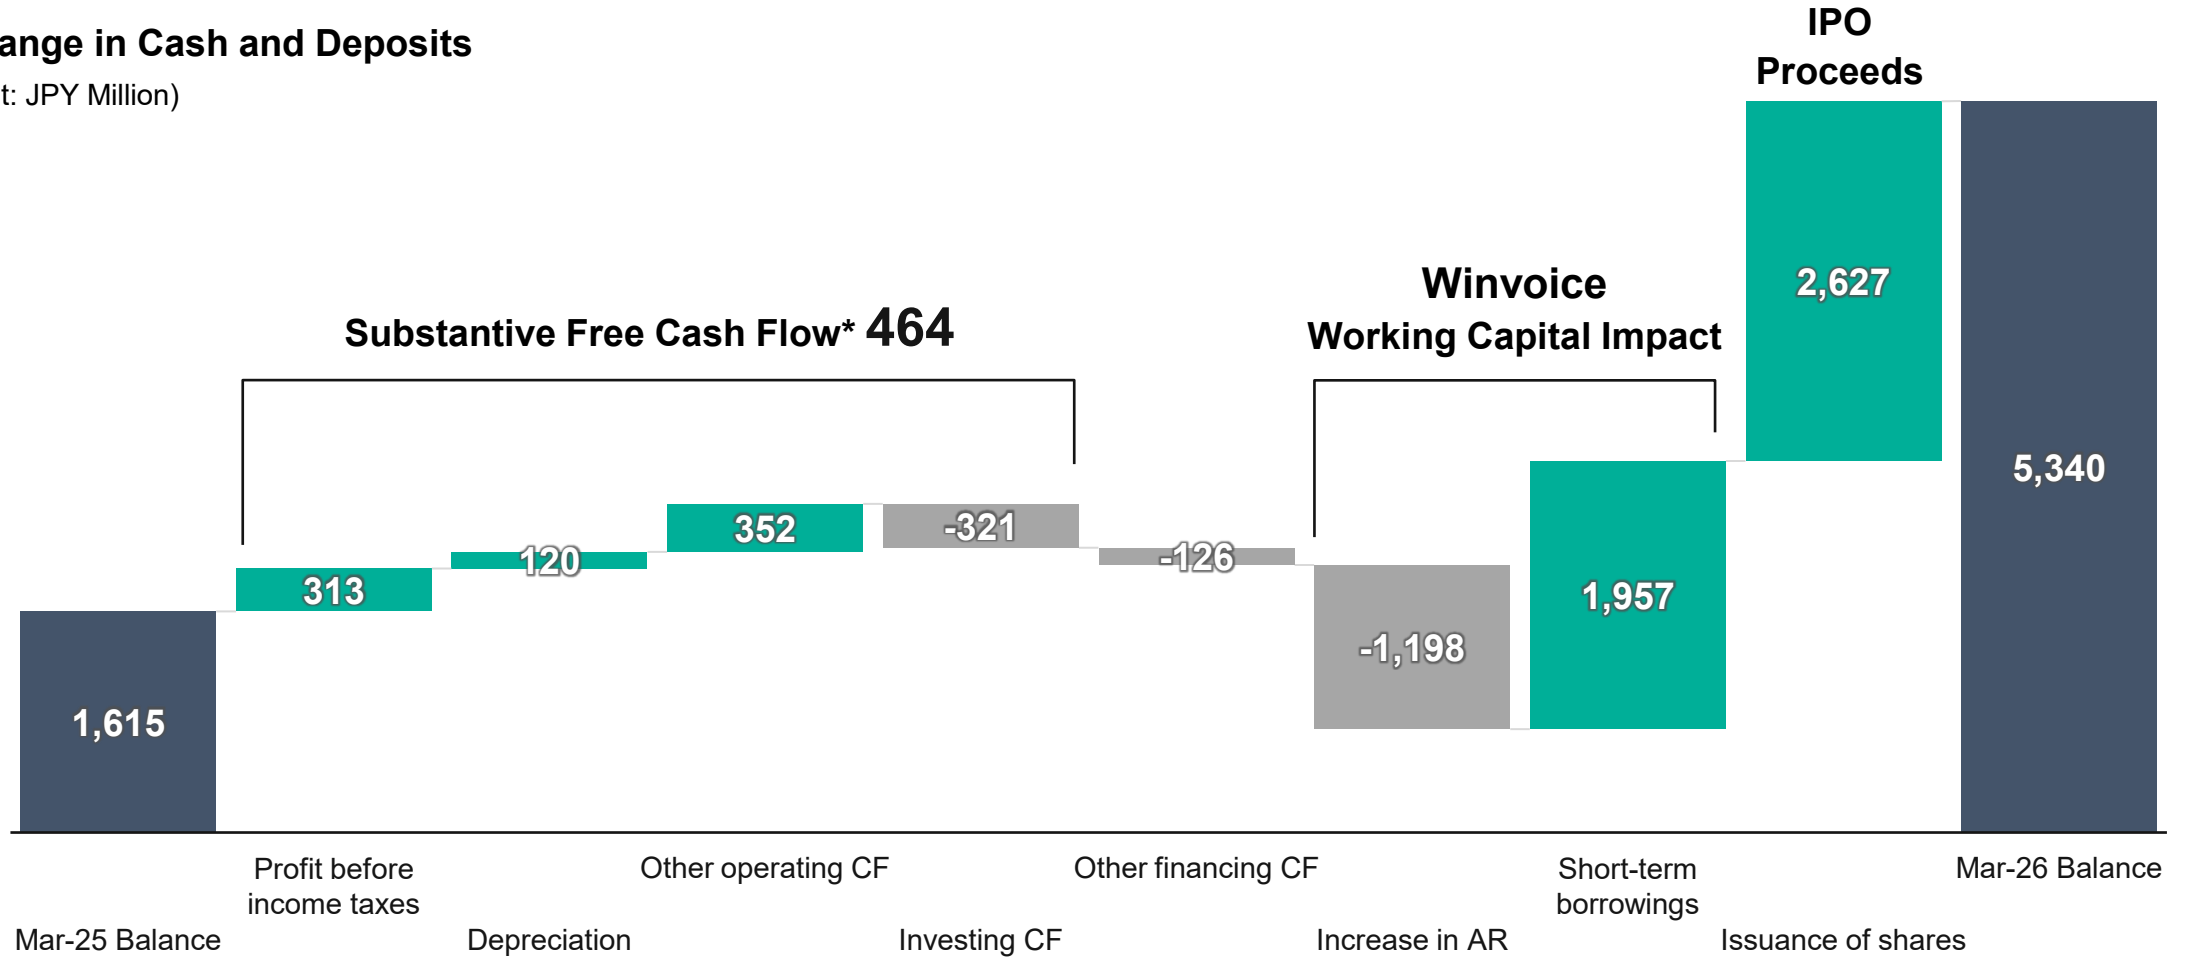 ange in Cash and Deposits
t: JPY Million)
IPO
Proceeds
Substantive Free Cash Flow* 464
Winvoice
Working Capital Impact
1,615
313
120
352
-321
-126
-1,198
1,957
2,627
5,340
Mar-25 Balance
Profit before
income taxes
Depreciation
Other operating CF
Investing CF
Other financing CF
Increase in AR
Short-term
borrowings
Issuance of shares
Mar-26 Balance